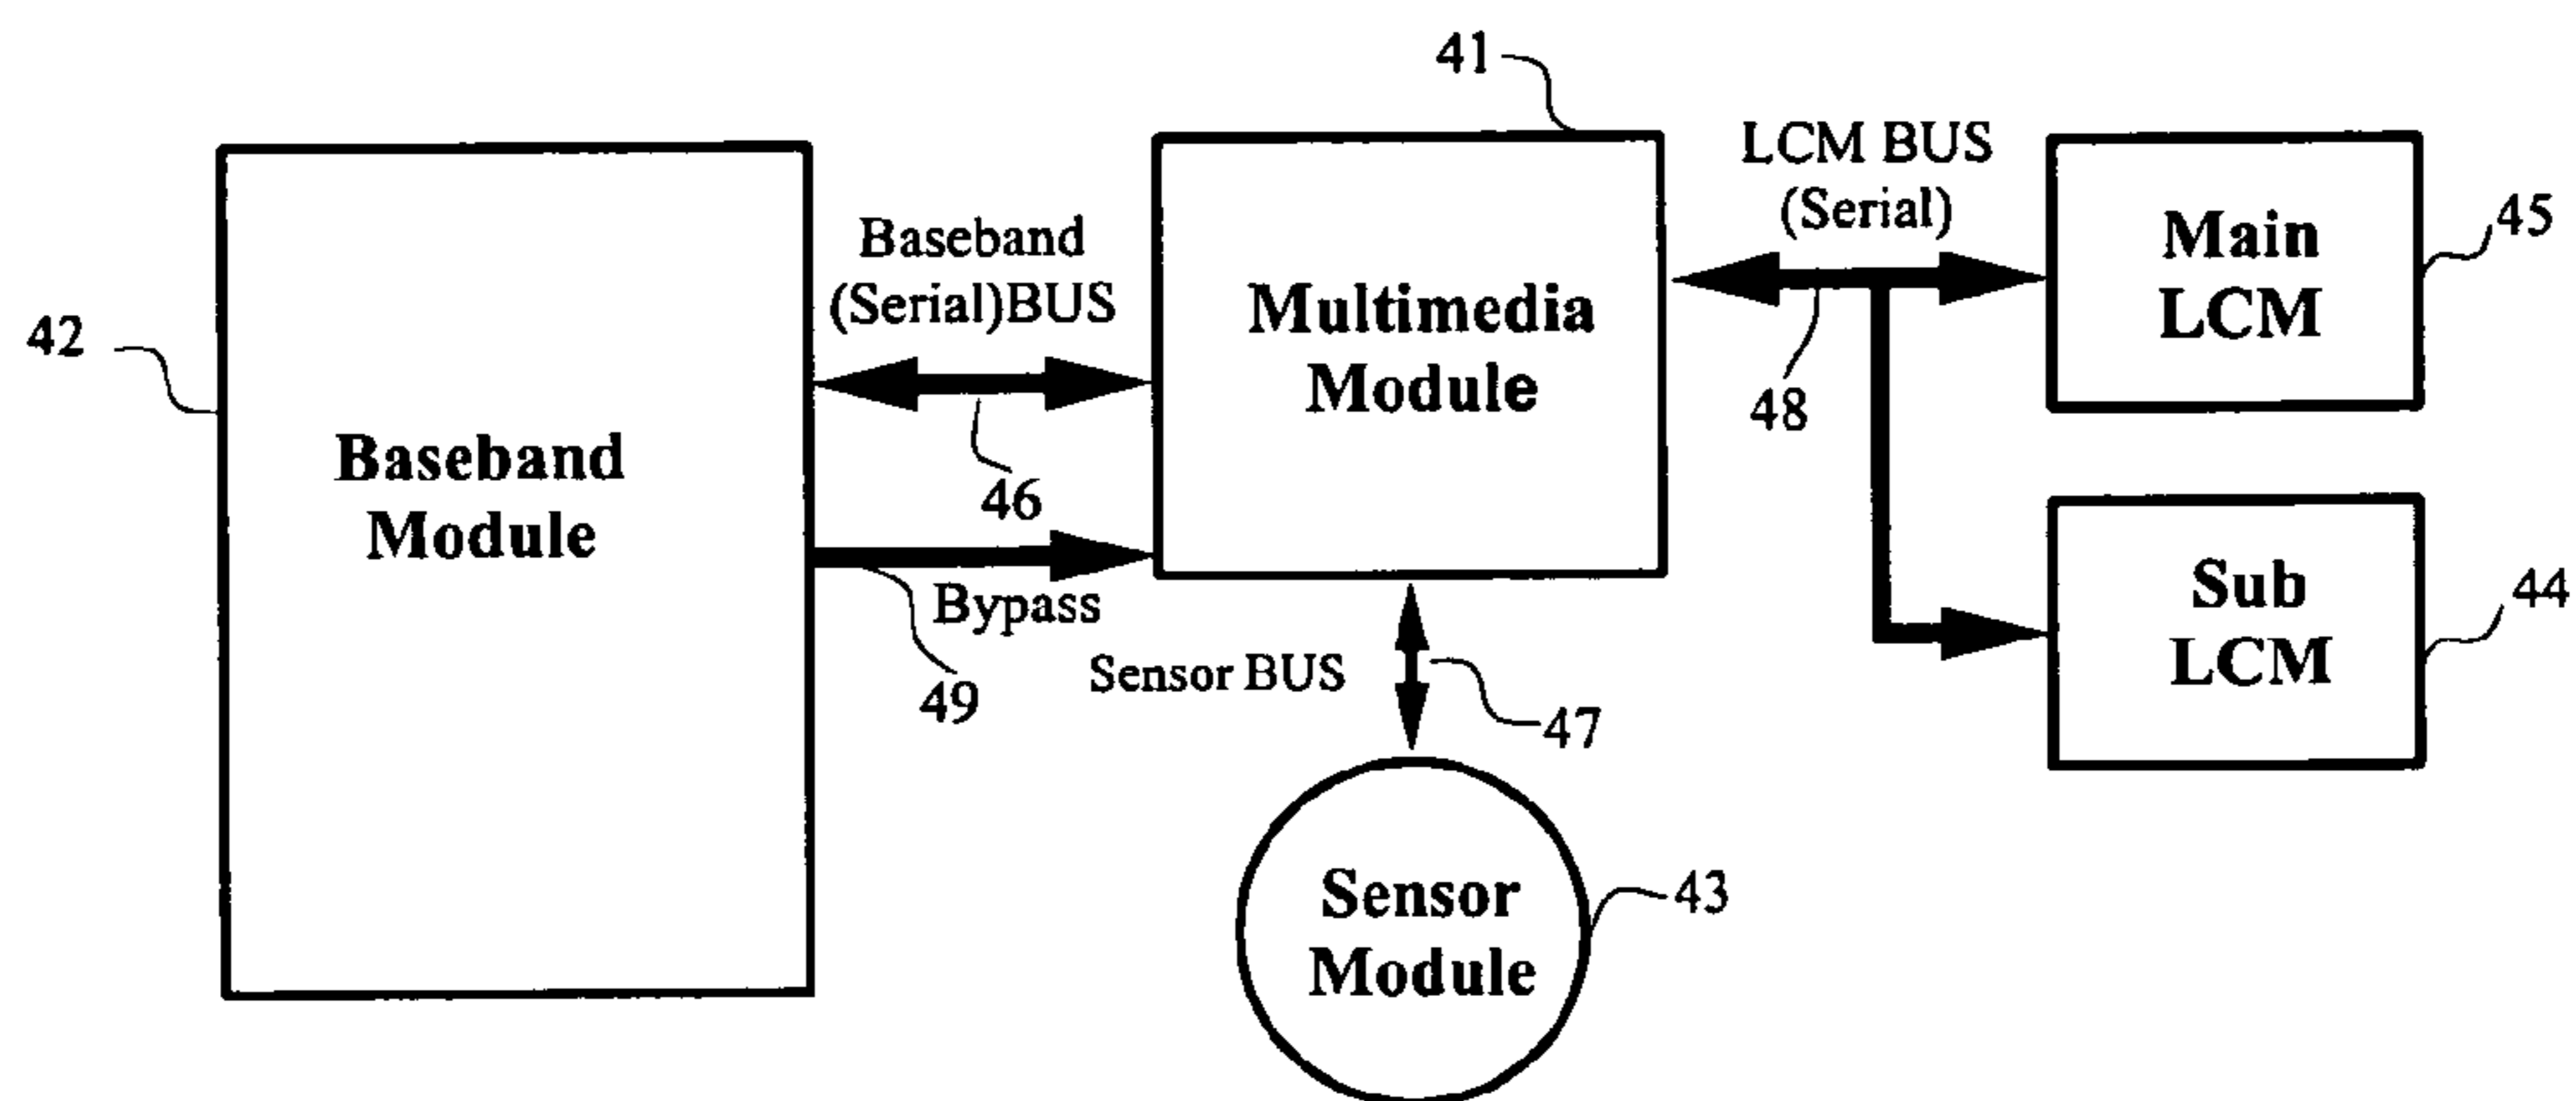 41
LCM BUS
(Serial)
Main
LCM
45
Baseband
(Serial)BUS
Multimedia
Module
42
48
Baseband
Module
46
Bypass
49
Sensor BUS
47
Sub
LCM
44
Sensor
Module
43